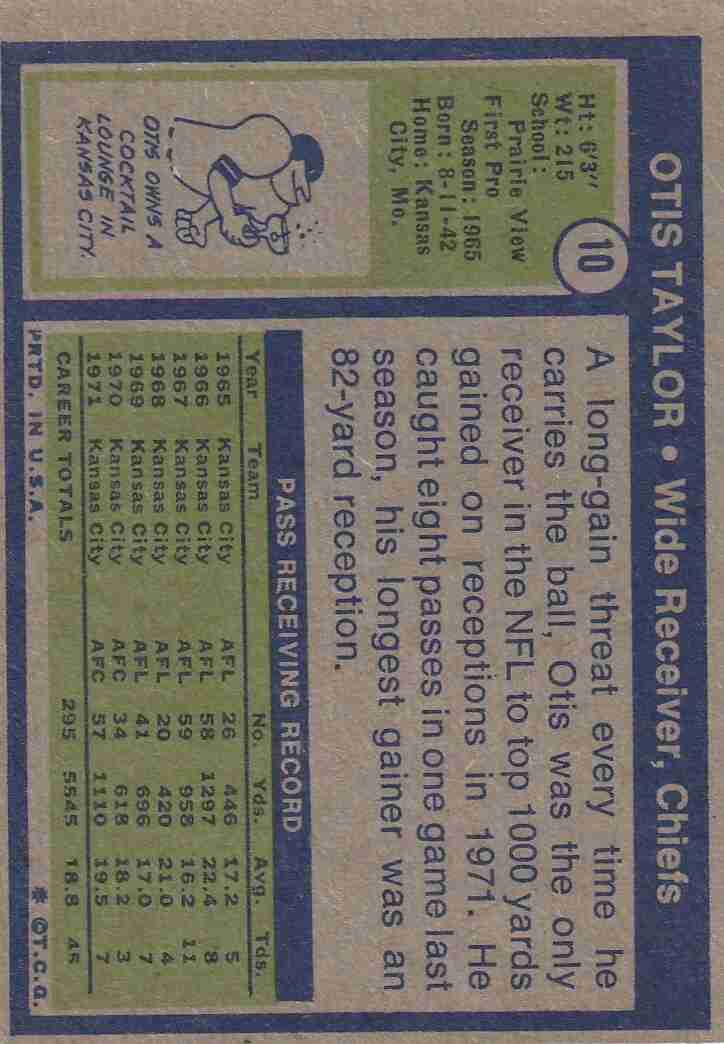 OTIS TAYLOR • Wide Receiver, Chiefs
10
Ht: 6'3"
Wt: 215
School:
Prairie View
First Pro
Season: 1965
Born: 8-11-42
Home: Kansas
City, Mo.
OTIS OWNS A
COCKTAIL
LOUNGE IN
KANSAS CITY.
A long-gain threat every time he
carries the ball, Otis was the only
receiver in the NFL to top 1000 yards
gained on receptions in 1971. He
caught eight passes in one game last
season, his longest gainer was an
82-yard reception.
PASS RECEIVING RECORD
Year Team No. Yds. Avg. Tds.
1965 Kansas City AFL 26 446 17.2 5
1966 Kansas City AFL 58 1297 22.4 8
1967 Kansas City AFL 59 958 16.2 11
1968 Kansas City AFL 20 420 21.0 4
1969 Kansas City AFL 41 696 17.0 7
1970 Kansas City AFC 34 618 18.2 3
1971 Kansas City AFC 57 1110 19.5 7
CAREER TOTALS 295 5545 18.8 45
PRTD. IN U.S.A. * ©T.C.G.